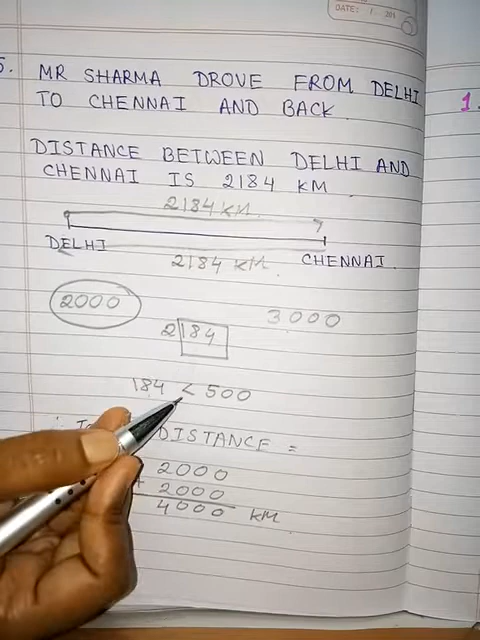 DATE:
5. MR SHARMA DROVE FROM DELHI
TO CHENNAI AND BACK
DISTANCE BETWEEN DELHI AND
CHENNAI IS 2184 KM
2184 KM
DELHI
2184 KM CHENNAI.
2000 3000
2184
184 < 500
DISTANCE =
2000
+ 2000
4000 KM
1.